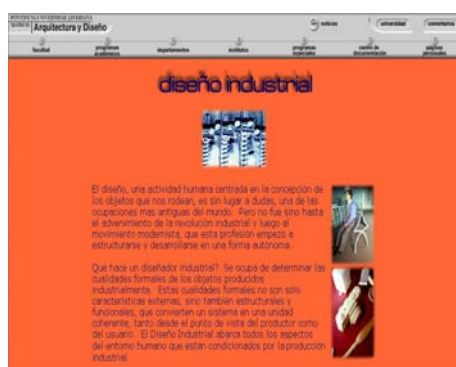 PONTIFICIA UNIVERSIDAD JAVERIANA
facultad de Arquitectura y Diseño
noticias
universidad
comentarios
facultad
programas académicos
departamentos
institutos
programas especiales
centro de documentación
páginas personales
diseño industrial
El diseño, una actividad humana centrada en la concepción de
los objetos que nos rodean, es sin lugar a dudas, una de las
ocupaciones mas antiguas del mundo. Pero no fue sino hasta
el advenimiento de la revolución industrial y luego al
movimiento modernista, que esta profesión empezo a
estructurarse y desarrollarse en una forma autónoma.
Qué hace un diseñador industrial? Se ocupa de determinar las
cualidades formales de los objetos producidos
industrialmente. Estas cualidades formales no son sólo
características externas, sino también estructurales y
funcionales, que convierten un sistema en una unidad
coherente, tanto desde el punto de vista del productor como
del usuario. El Diseño Industrial abarca todos los aspectos
del entorno humano que están condicionados por la producción
industrial.